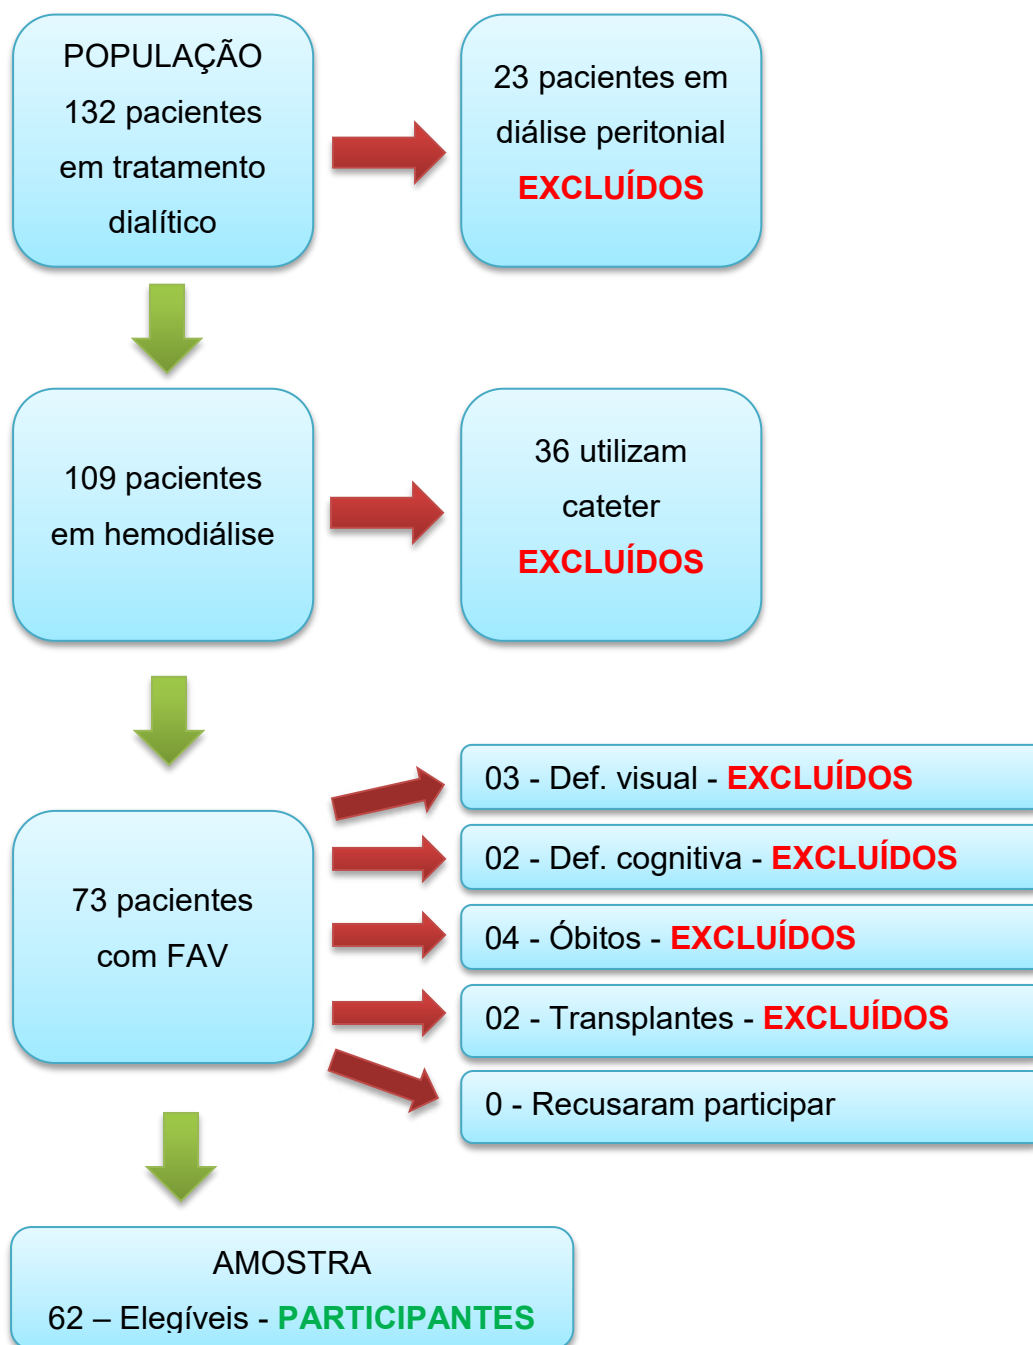 POPULAÇÃO
132 pacientes
em tratamento
dialítico
23 pacientes em
diálise peritonial
EXCLUÍDOS
109 pacientes
em hemodiálise
36 utilizam
cateter
EXCLUÍDOS
73 pacientes
com FAV
03 - Def. visual - EXCLUÍDOS
02 - Def. cognitiva - EXCLUÍDOS
04 - Óbitos - EXCLUÍDOS
02 - Transplantes - EXCLUÍDOS
0 - Recusaram participar
AMOSTRA
62 – Elegíveis - PARTICIPANTES